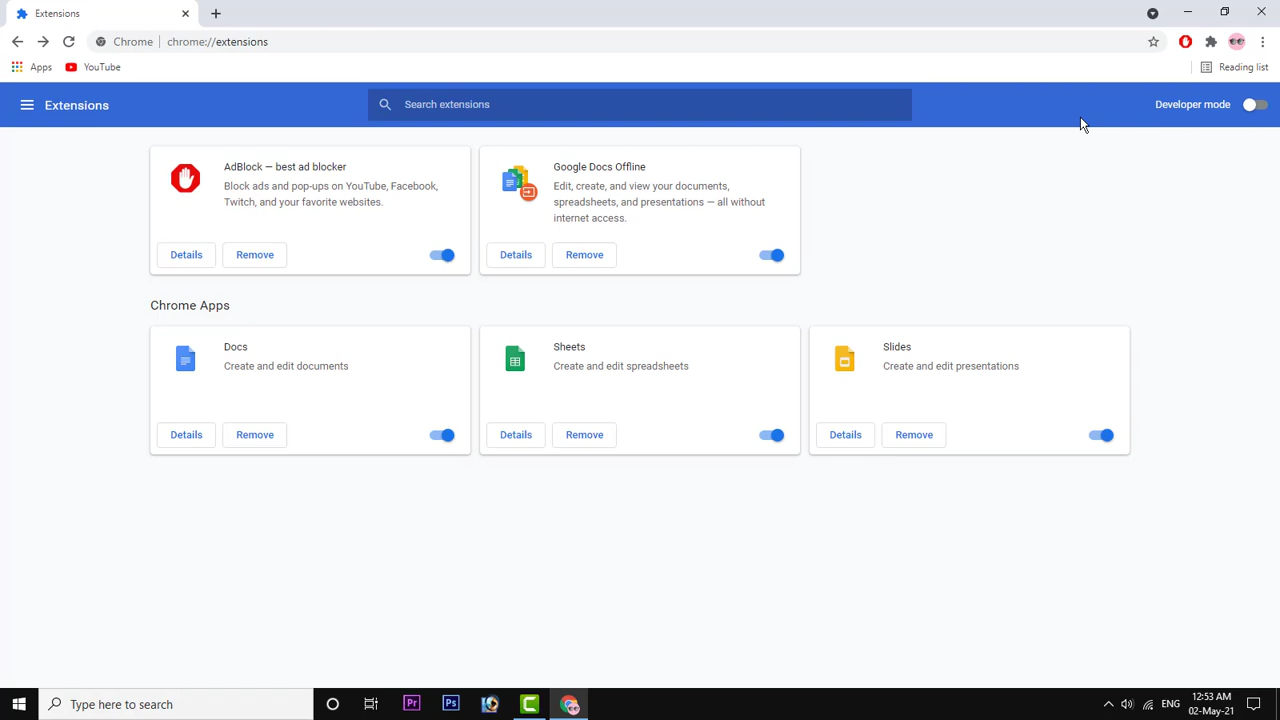 Extensions
Chrome chrome://extensions
Apps YouTube Reading list
Extensions Search extensions Developer mode
AdBlock — best ad blocker
Block ads and pop-ups on YouTube, Facebook,
Twitch, and your favorite websites.
Details Remove
Google Docs Offline
Edit, create, and view your documents,
spreadsheets, and presentations — all without
internet access.
Details Remove
Chrome Apps
Docs
Create and edit documents
Details Remove
Sheets
Create and edit spreadsheets
Details Remove
Slides
Create and edit presentations
Details Remove
Type here to search
Pr
Ps
ENG
12:53 AM
02-May-21